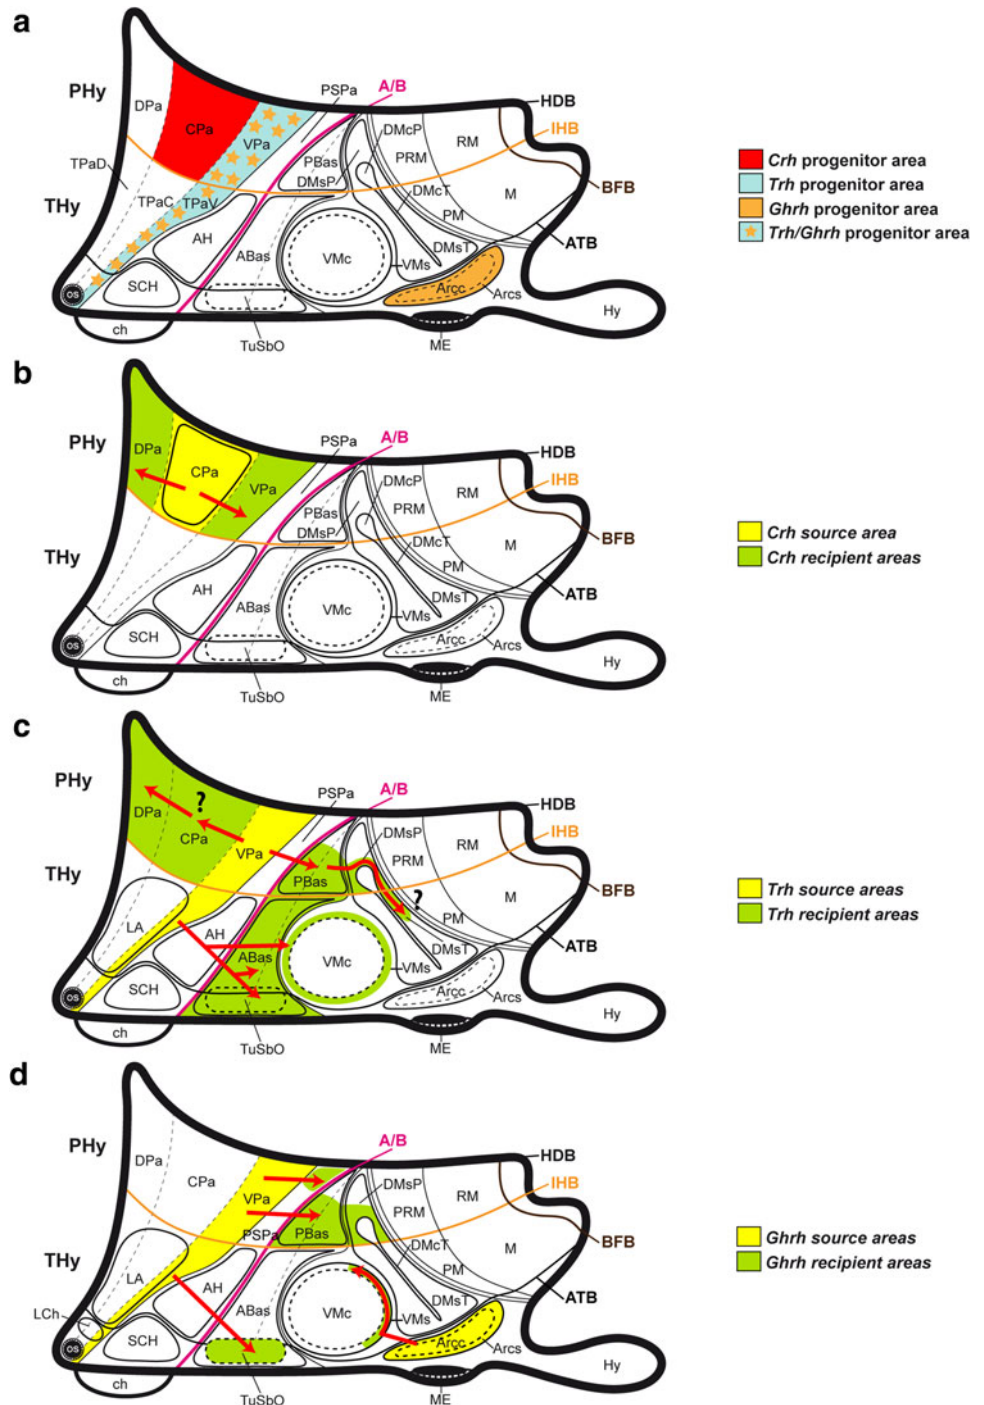 a
PHy
DPa
CPa
VPa
PSPa
A/B
HDB
IHB
DMcP
PBas
DMsP
PRM
RM
M
BFB
TPaD
THy
TPaC
TPaV
DMcT
PM
ATB
AH
ABas
VMc
VMs
DMsT
SCH
Arcc
Arcs
os
ch
TuSbO
ME
Hy
Crh progenitor area
Trh progenitor area
Ghrh progenitor area
Trh/Ghrh progenitor area
b
PHy
DPa
CPa
VPa
PSPa
A/B
HDB
IHB
DMcP
PBas
DMsP
PRM
RM
M
BFB
THy
DMcT
PM
ATB
AH
ABas
VMc
VMs
DMsT
SCH
Arcc
Arcs
os
ch
TuSbO
ME
Hy
Crh source area
Crh recipient areas
c
PHy
DPa
?
CPa
VPa
PSPa
A/B
HDB
IHB
DMsP
PRM
RM
PBas
?
M
BFB
THy
LA
PM
ATB
AH
ABas
VMc
VMs
DMsT
SCH
Arcc
Arcs
os
ch
TuSbO
ME
Hy
Trh source areas
Trh recipient areas
d
PHy
DPa
CPa
VPa
A/B
HDB
IHB
DMsP
PRM
RM
PSPa
PBas
M
BFB
THy
LA
DMcT
PM
ATB
AH
ABas
VMc
VMs
DMsT
LCh
SCH
Arcc
Arcs
os
ch
TuSbO
ME
Hy
Ghrh source areas
Ghrh recipient areas